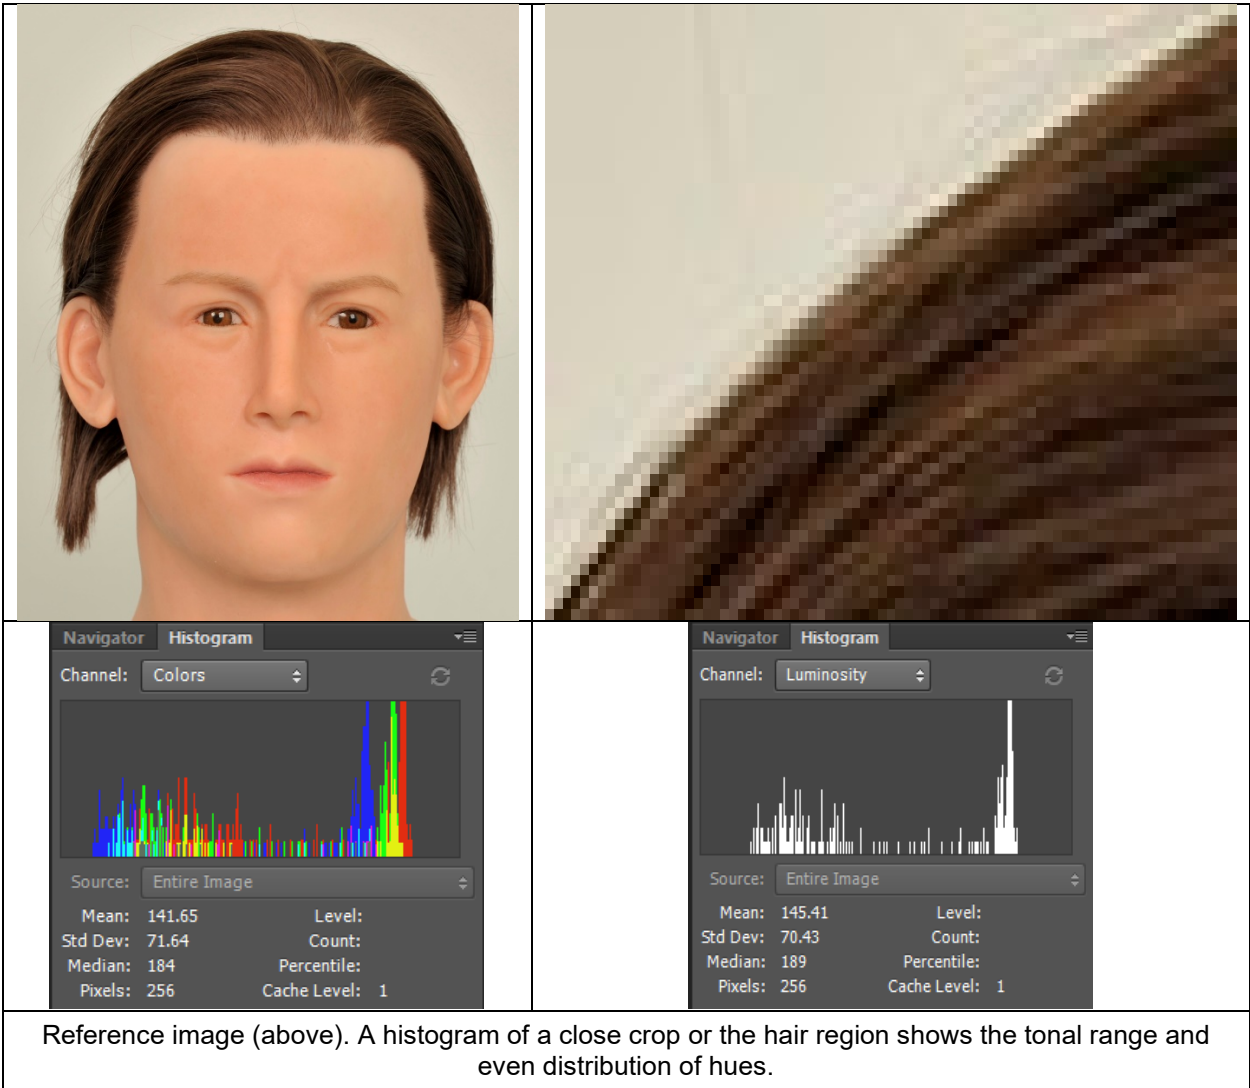 Navigator Histogram
Channel: Colors
Source: Entire Image
Mean: 141.65 Level:
Std Dev: 71.64 Count:
Median: 184 Percentile:
Pixels: 256 Cache Level: 1
Navigator Histogram
Channel: Luminosity
Source: Entire Image
Mean: 145.41 Level:
Std Dev: 70.43 Count:
Median: 189 Percentile:
Pixels: 256 Cache Level: 1
Reference image (above). A histogram of a close crop or the hair region shows the tonal range and
even distribution of hues.